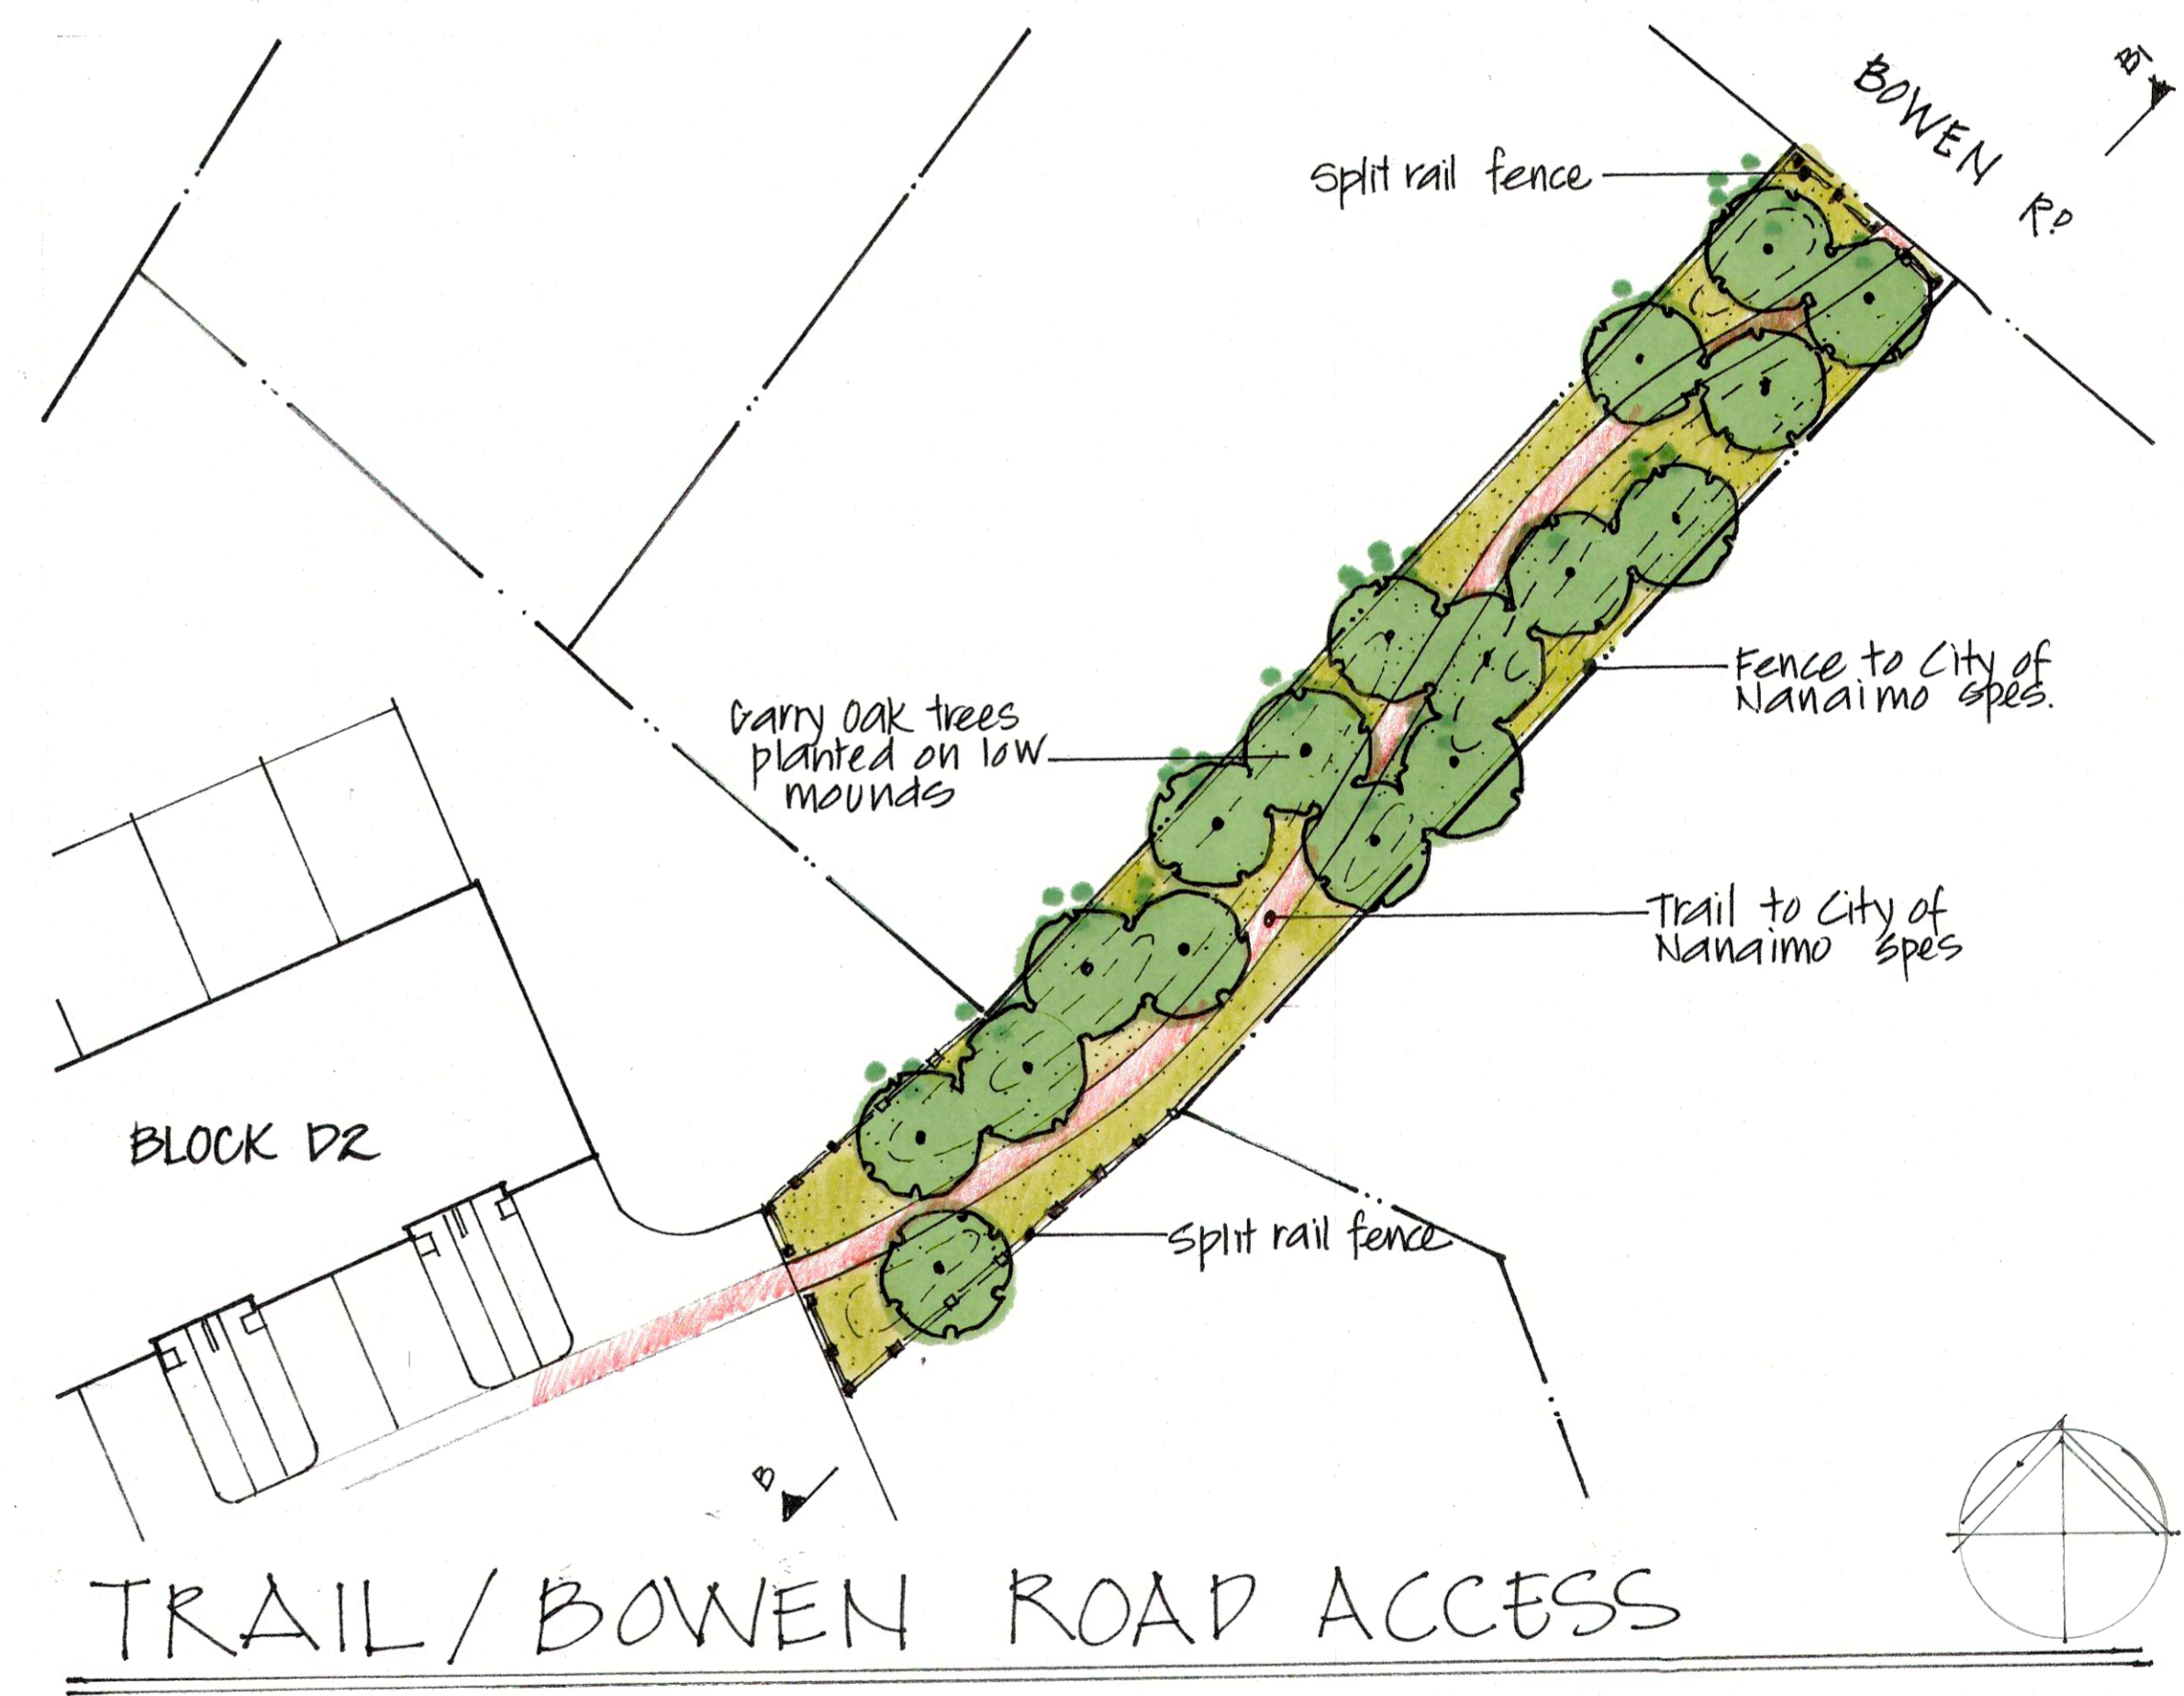 B1
BOWEN RD
Split rail fence
Fence to City of
Nanaimo spes.
Garry Oak trees
planted on low
mounds
Trail to City of
Nanaimo spes
BLOCK D2
Split rail fence
B
TRAIL/BOWEN ROAD ACCESS